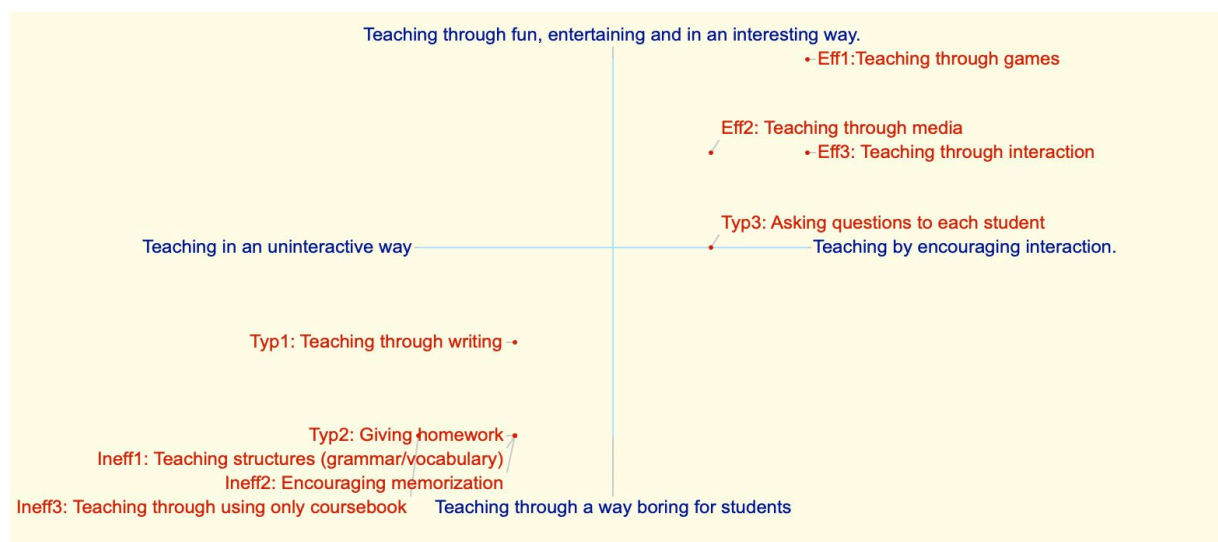 Teaching through fun, entertaining and in an interesting way.
Eff1:Teaching through games
Eff2: Teaching through media
Eff3: Teaching through interaction
Typ3: Asking questions to each student
Teaching in an uninteractive way
Teaching by encouraging interaction.
Typ1: Teaching through writing
Typ2: Giving homework
Ineff1: Teaching structures (grammar/vocabulary)
Ineff2: Encouraging memorization
Ineff3: Teaching through using only coursebook
Teaching through a way boring for students